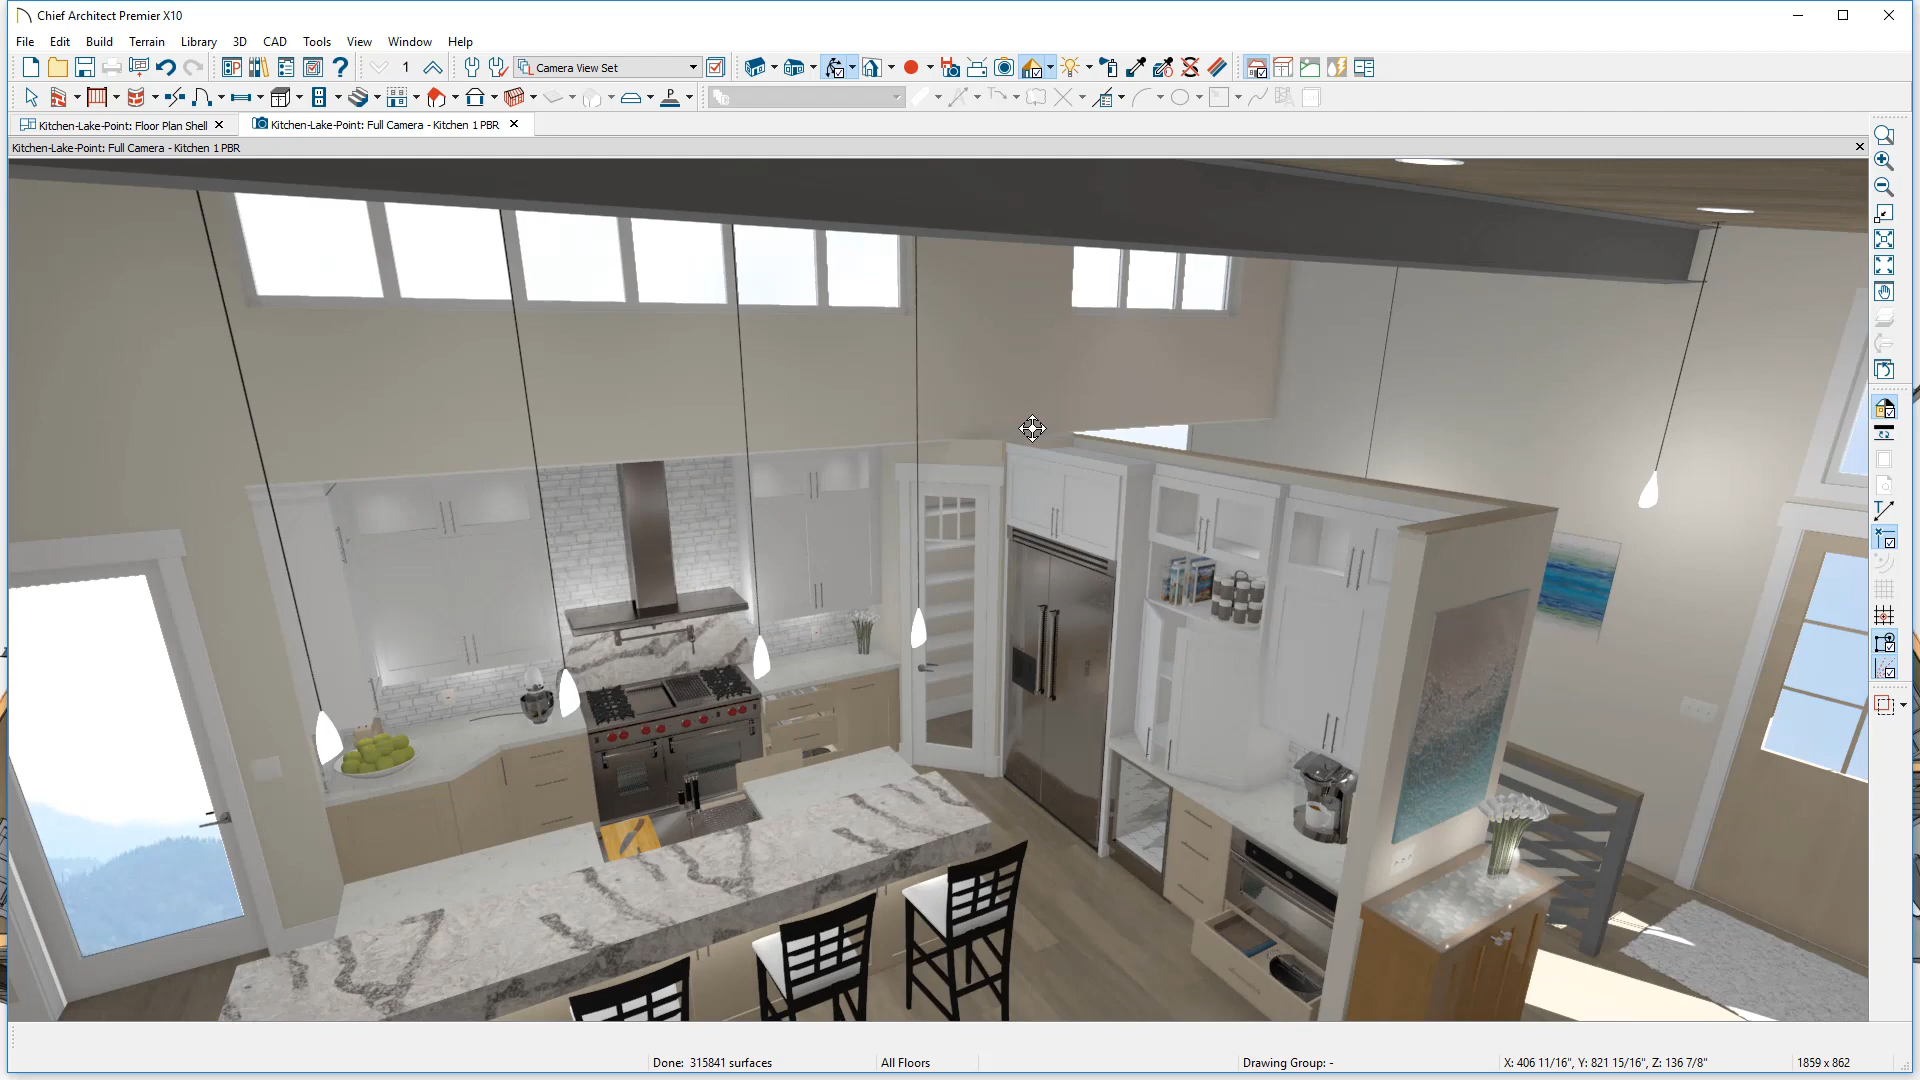 Chief Architect Premier X10
File Edit Build Terrain Library 3D CAD Tools View Window Help
1 Camera View Set
P
Kitchen-Lake-Point: Floor Plan Shell Kitchen-Lake-Point: Full Camera - Kitchen 1 PBR
Kitchen-Lake-Point: Full Camera - Kitchen 1 PBR
Done: 315841 surfaces All Floors Drawing Group: - X: 406 11/16", Y: 821 15/16", Z: 136 7/8" 1859 x 862